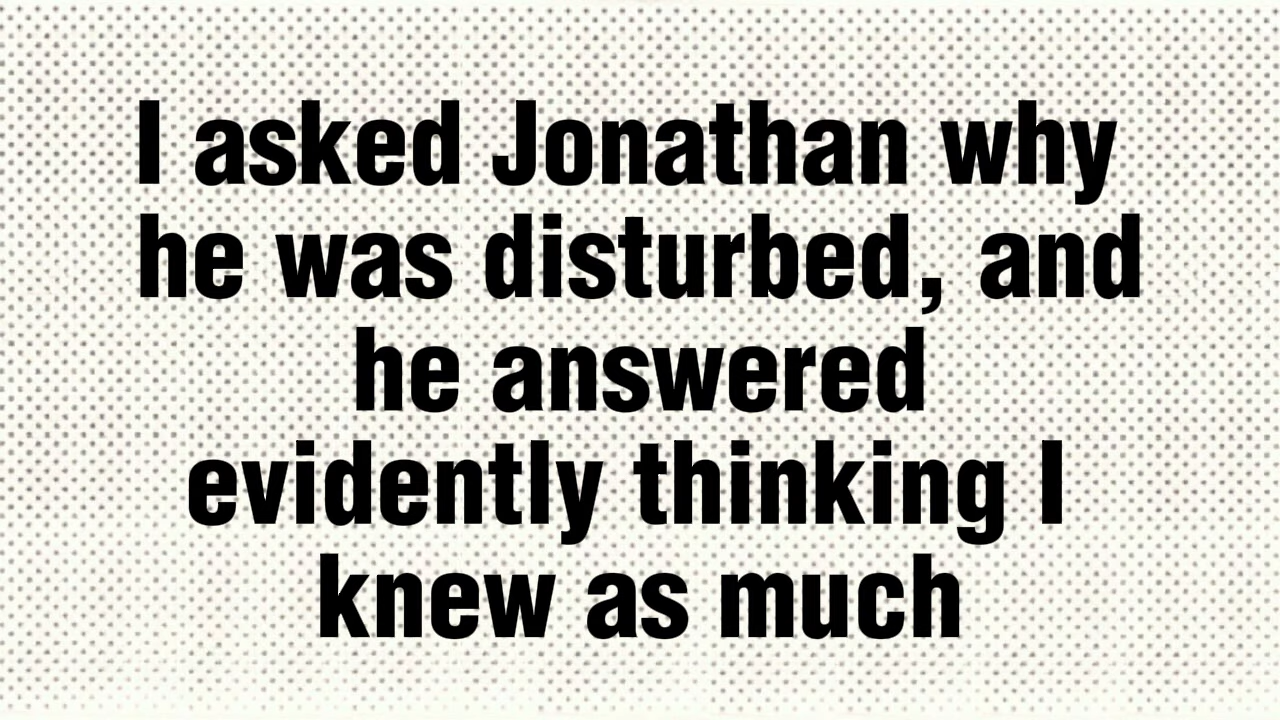 I asked Jonathan why
he was disturbed, and
he answered
evidently thinking I
knew as much